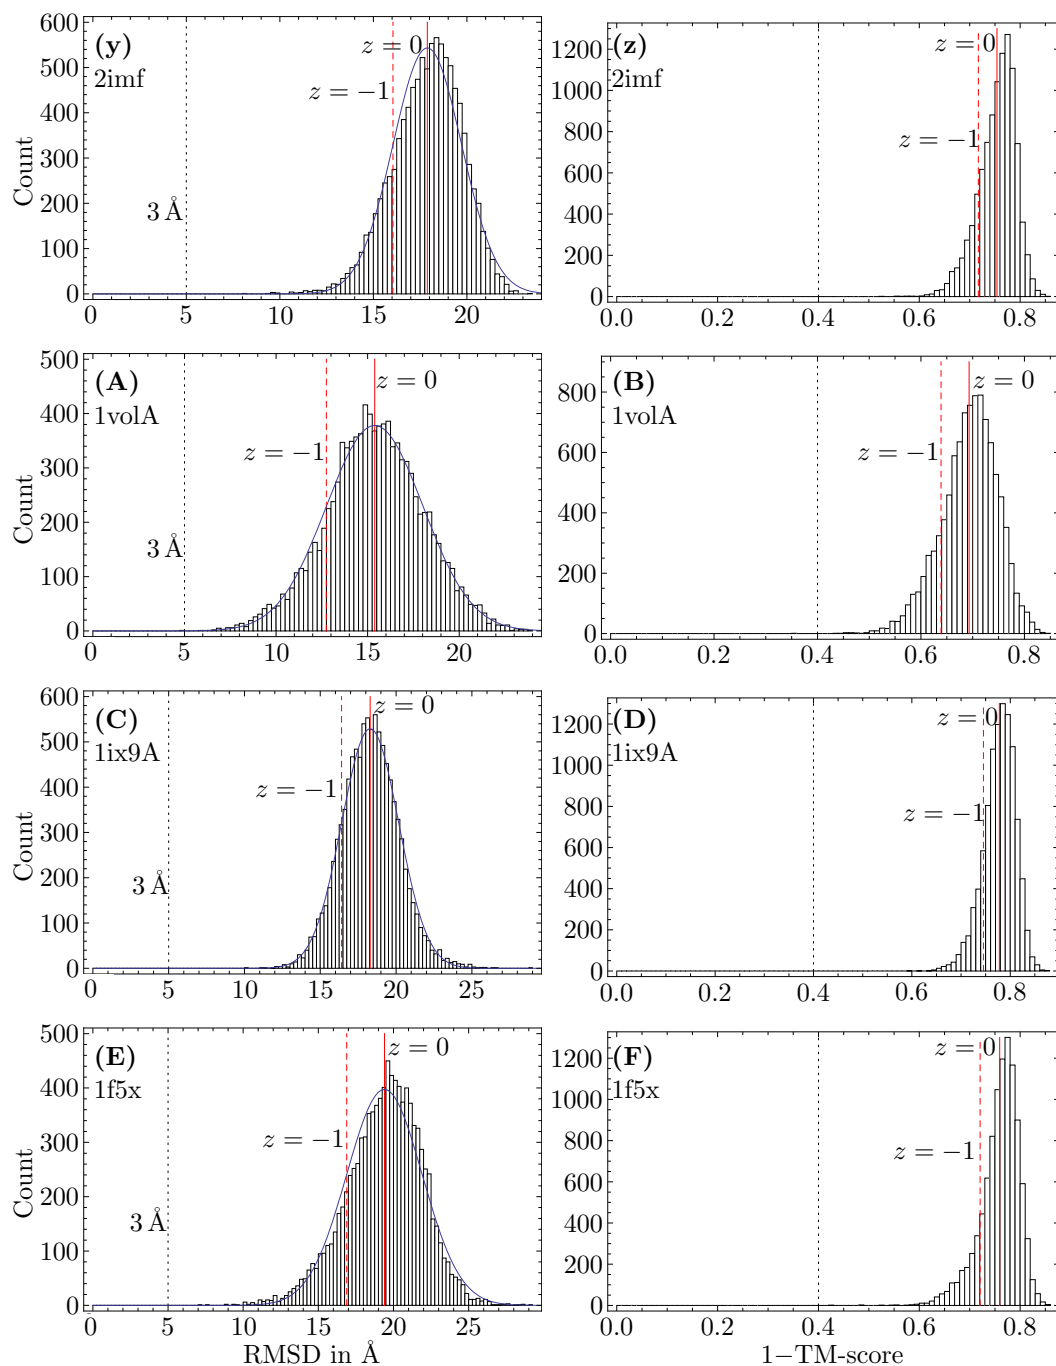 (y)
2imf
z = 0
z = −1
3 Å
Count
600
500
400
300
200
100
0
0 5 10 15 20
(z)
2imf
z = 0
z = −1
1200
1000
800
600
400
200
0
0.0 0.2 0.4 0.6 0.8
(A)
1volA
z = 0
z = −1
3 Å
Count
500
400
300
200
100
0
0 5 10 15 20
(B)
1volA
z = 0
z = −1
800
600
400
200
0
0.0 0.2 0.4 0.6 0.8
(C)
1ix9A
z = 0
z = −1
3 Å
Count
600
500
400
300
200
100
0
0 5 10 15 20 25
(D)
1ix9A
z = 0
z = −1
1200
1000
800
600
400
200
0
0.0 0.2 0.4 0.6 0.8
(E)
1f5x
z = 0
z = −1
3 Å
Count
500
400
300
200
100
0
0 5 10 15 20 25
RMSD in Å
(F)
1f5x
z = 0
z = −1
1200
1000
800
600
400
200
0
0.0 0.2 0.4 0.6 0.8
1−TM-score